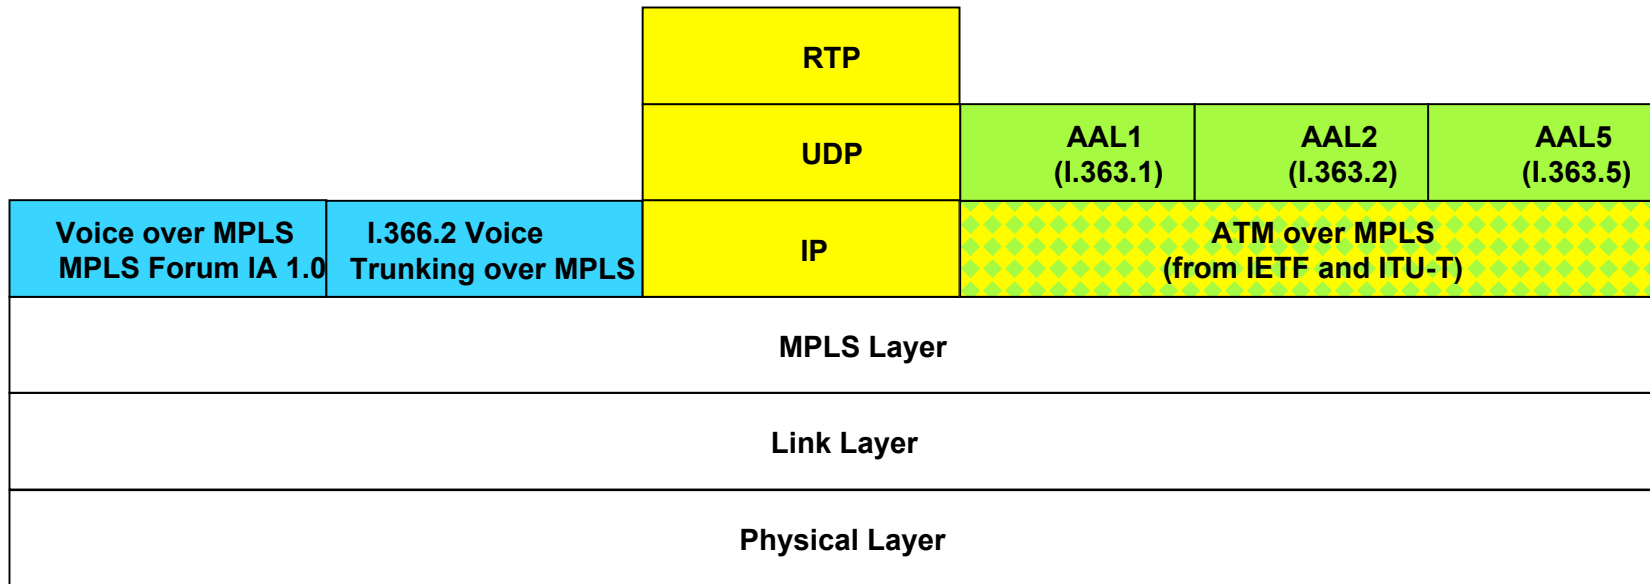 RTP
UDP
AAL1
(I.363.1)
AAL2
(I.363.2)
AAL5
(I.363.5)
Voice over MPLS
MPLS Forum IA 1.0
I.366.2 Voice
Trunking over MPLS
IP
ATM over MPLS
(from IETF and ITU-T)
MPLS Layer
Link Layer
Physical Layer